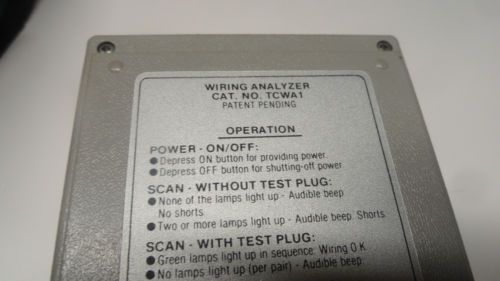 WIRING ANALYZER
CAT. NO. TCWA1
PATENT PENDING
OPERATION
POWER - ON/OFF:
● Depress ON button for providing power.
● Depress OFF button for shutting-off power.
SCAN - WITHOUT TEST PLUG:
● None of the lamps light up - Audible beep.
No shorts.
● Two or more lamps light up - Audible beep. Shorts.
SCAN - WITH TEST PLUG:
● Green lamps light up in sequence: Wiring O.K.
● No lamps light up (per pair) - Audible beep: